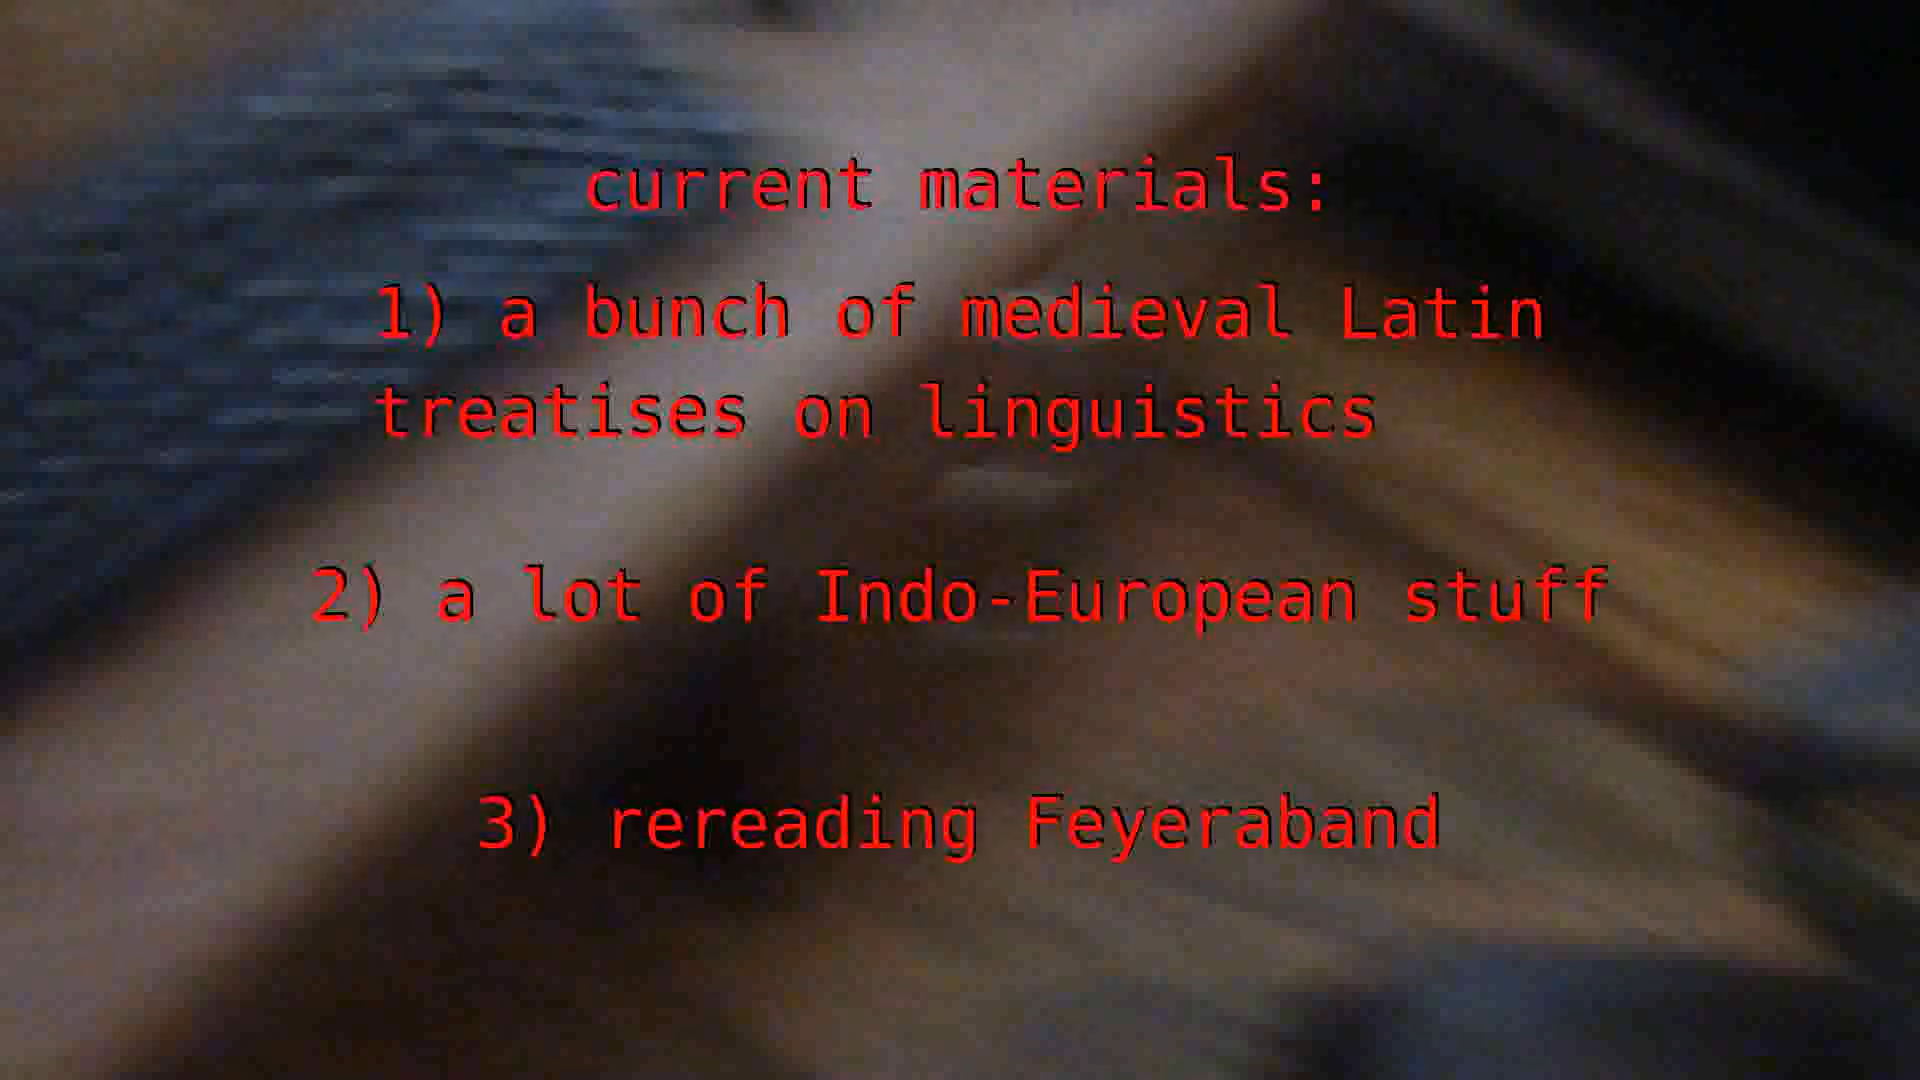 current materials:
1) a bunch of medieval Latin
treatises on linguistics
2) a lot of Indo-European stuff
3) rereading Feyeraband